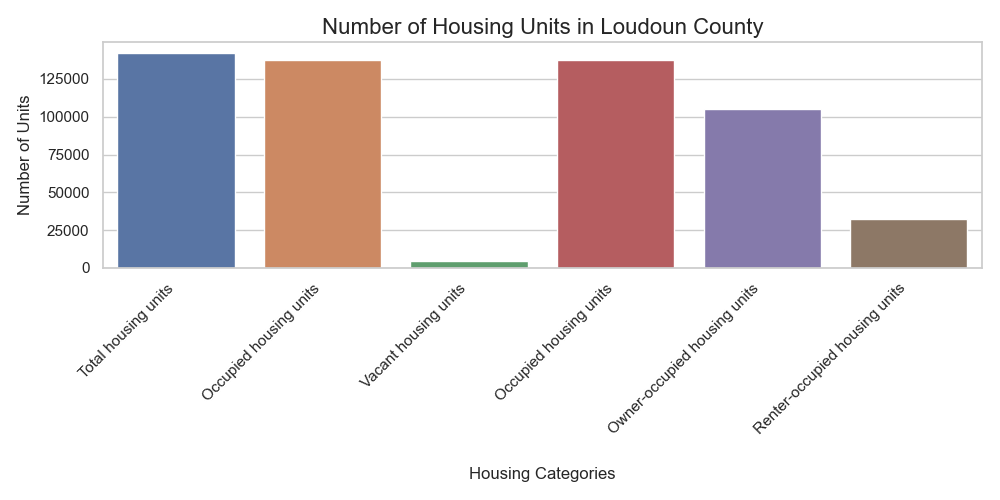 Number of Housing Units in Loudoun County
Number of Units
125000
100000
75000
50000
25000
0
Total housing units
Occupied housing units
Vacant housing units
Occupied housing units
Owner-occupied housing units
Renter-occupied housing units
Housing Categories